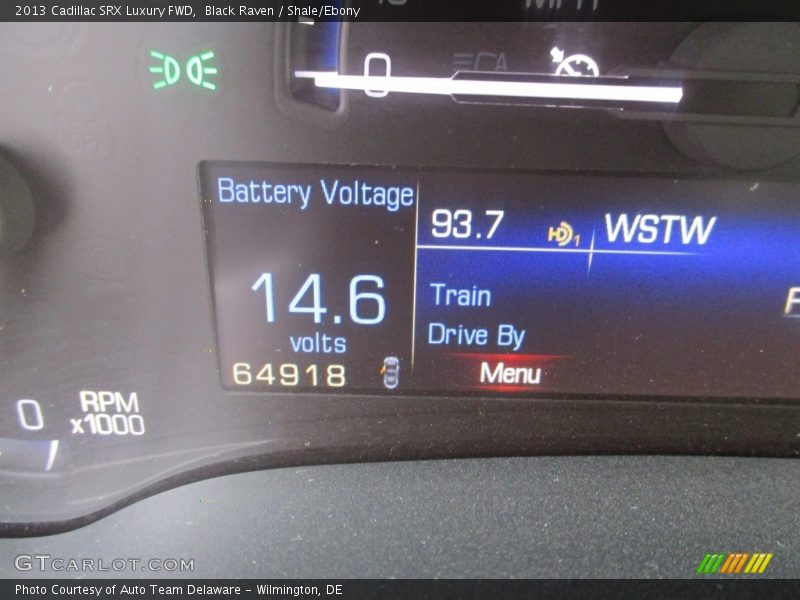 2013 Cadillac SRX Luxury FWD, Black Raven / Shale/Ebony
0
Battery Voltage
93.7 HD1 WSTW
14.6
volts
Train
Drive By
64918
Menu
0
RPM
x1000
GTCARLOT.COM
Photo Courtesy of Auto Team Delaware - Wilmington, DE